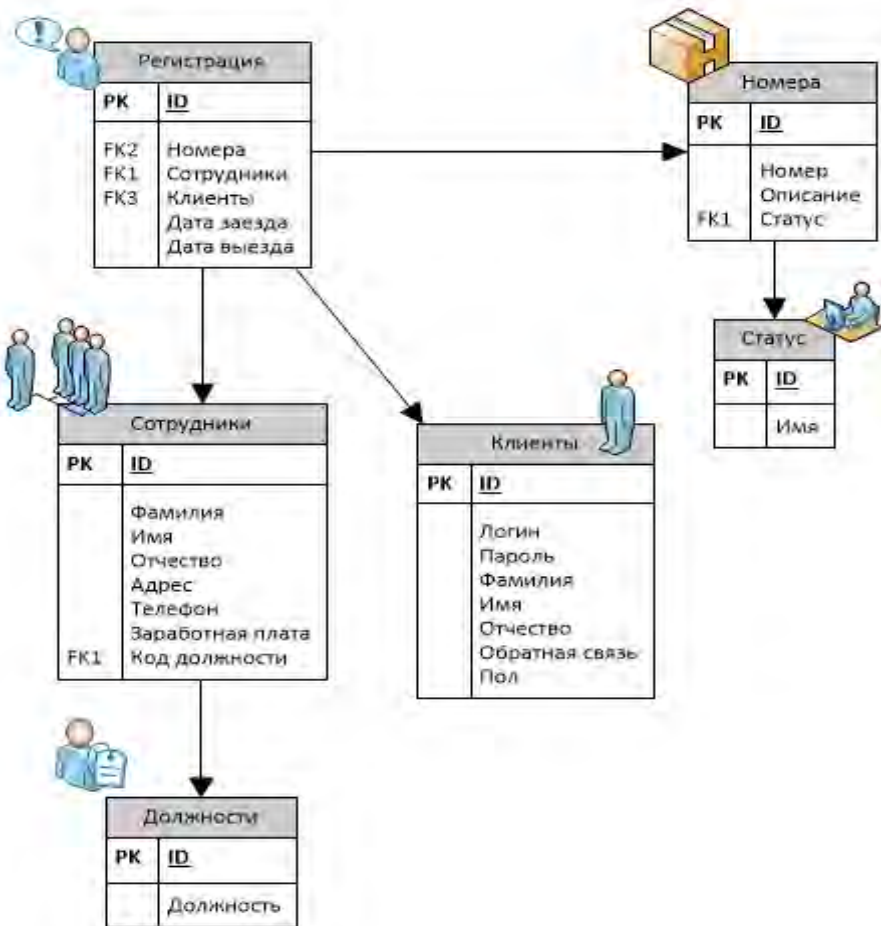 Регистрация
PK ID
FK2 Номера
FK1 Сотрудники
FK3 Клиенты
Дата заезда
Дата выезда
Номера
PK ID
Номер
Описание
FK1 Статус
Статус
PK ID
Имя
Сотрудники
PK ID
Фамилия
Имя
Отчество
Адрес
Телефон
Заработная плата
FK1 Код должности
Клиенты
PK ID
Логин
Пароль
Фамилия
Имя
Отчество
Обратная связь
Пол
Должности
PK ID
Должность